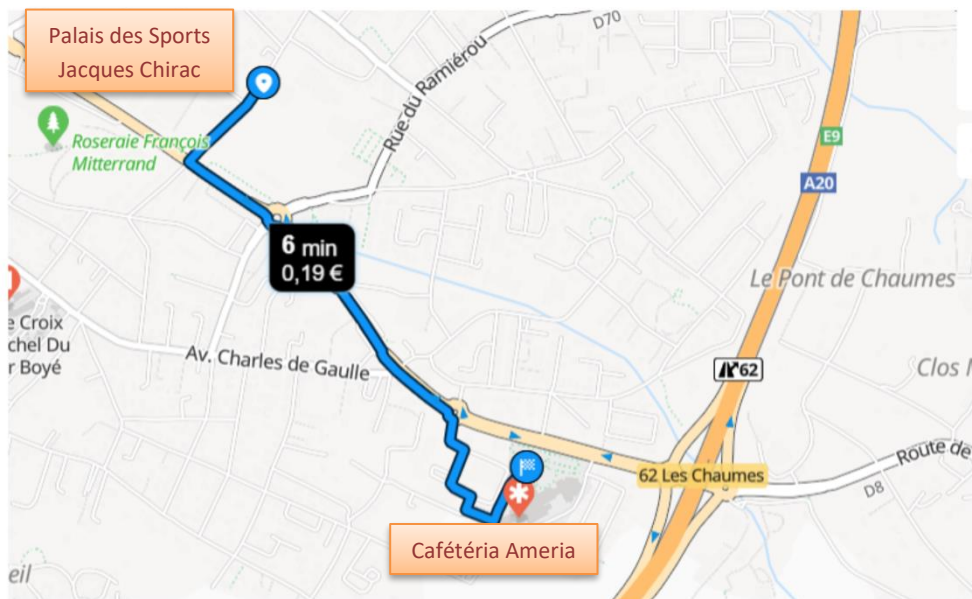 Palais des Sports
Jacques Chirac
D70
Rue du Ramiérou
Roseraie François
Mitterrand
E9
A20
6 min
0,19 €
Le Pont de Chaumes
e Croix
chel Du
r Boyé
Av. Charles de Gaulle
62
Clos
62 Les Chaumes
Route de
D8
Cafétéria Ameria
eil